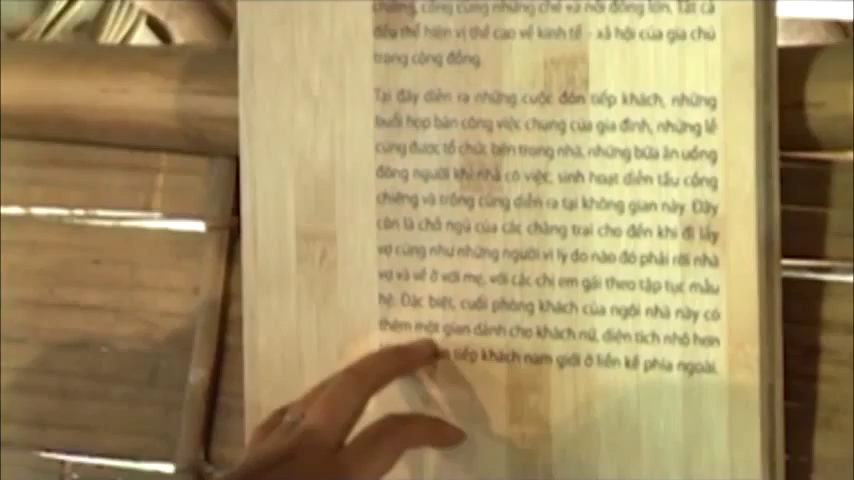 chiêng, cồng cùng những ché và nồi đồng lớn. Tất cả
đều thể hiện vị thế cao về kinh tế - xã hội của gia chủ
trong cộng đồng.
Tại đây diễn ra những cuộc đón tiếp khách, những
buổi họp bàn công việc chung của gia đình, những lễ
cúng được tổ chức bên trong nhà, những bữa ăn uống
đông người khi nhà có việc, sinh hoạt diễn tấu cồng
chiêng và trống cũng diễn ra tại không gian này. Đây
còn là chỗ ngủ của các chàng trai cho đến khi đi lấy
vợ cũng như những người vì lý do nào đó phải rời nhà
vợ và về ở với mẹ, với các chị em gái theo tập tục mẫu
hệ. Đặc biệt, cuối phòng khách của ngôi nhà này có
thêm một gian dành cho khách nữ, diện tích nhỏ hơn
tiếp khách nam giới ở liền kề phía ngoài.